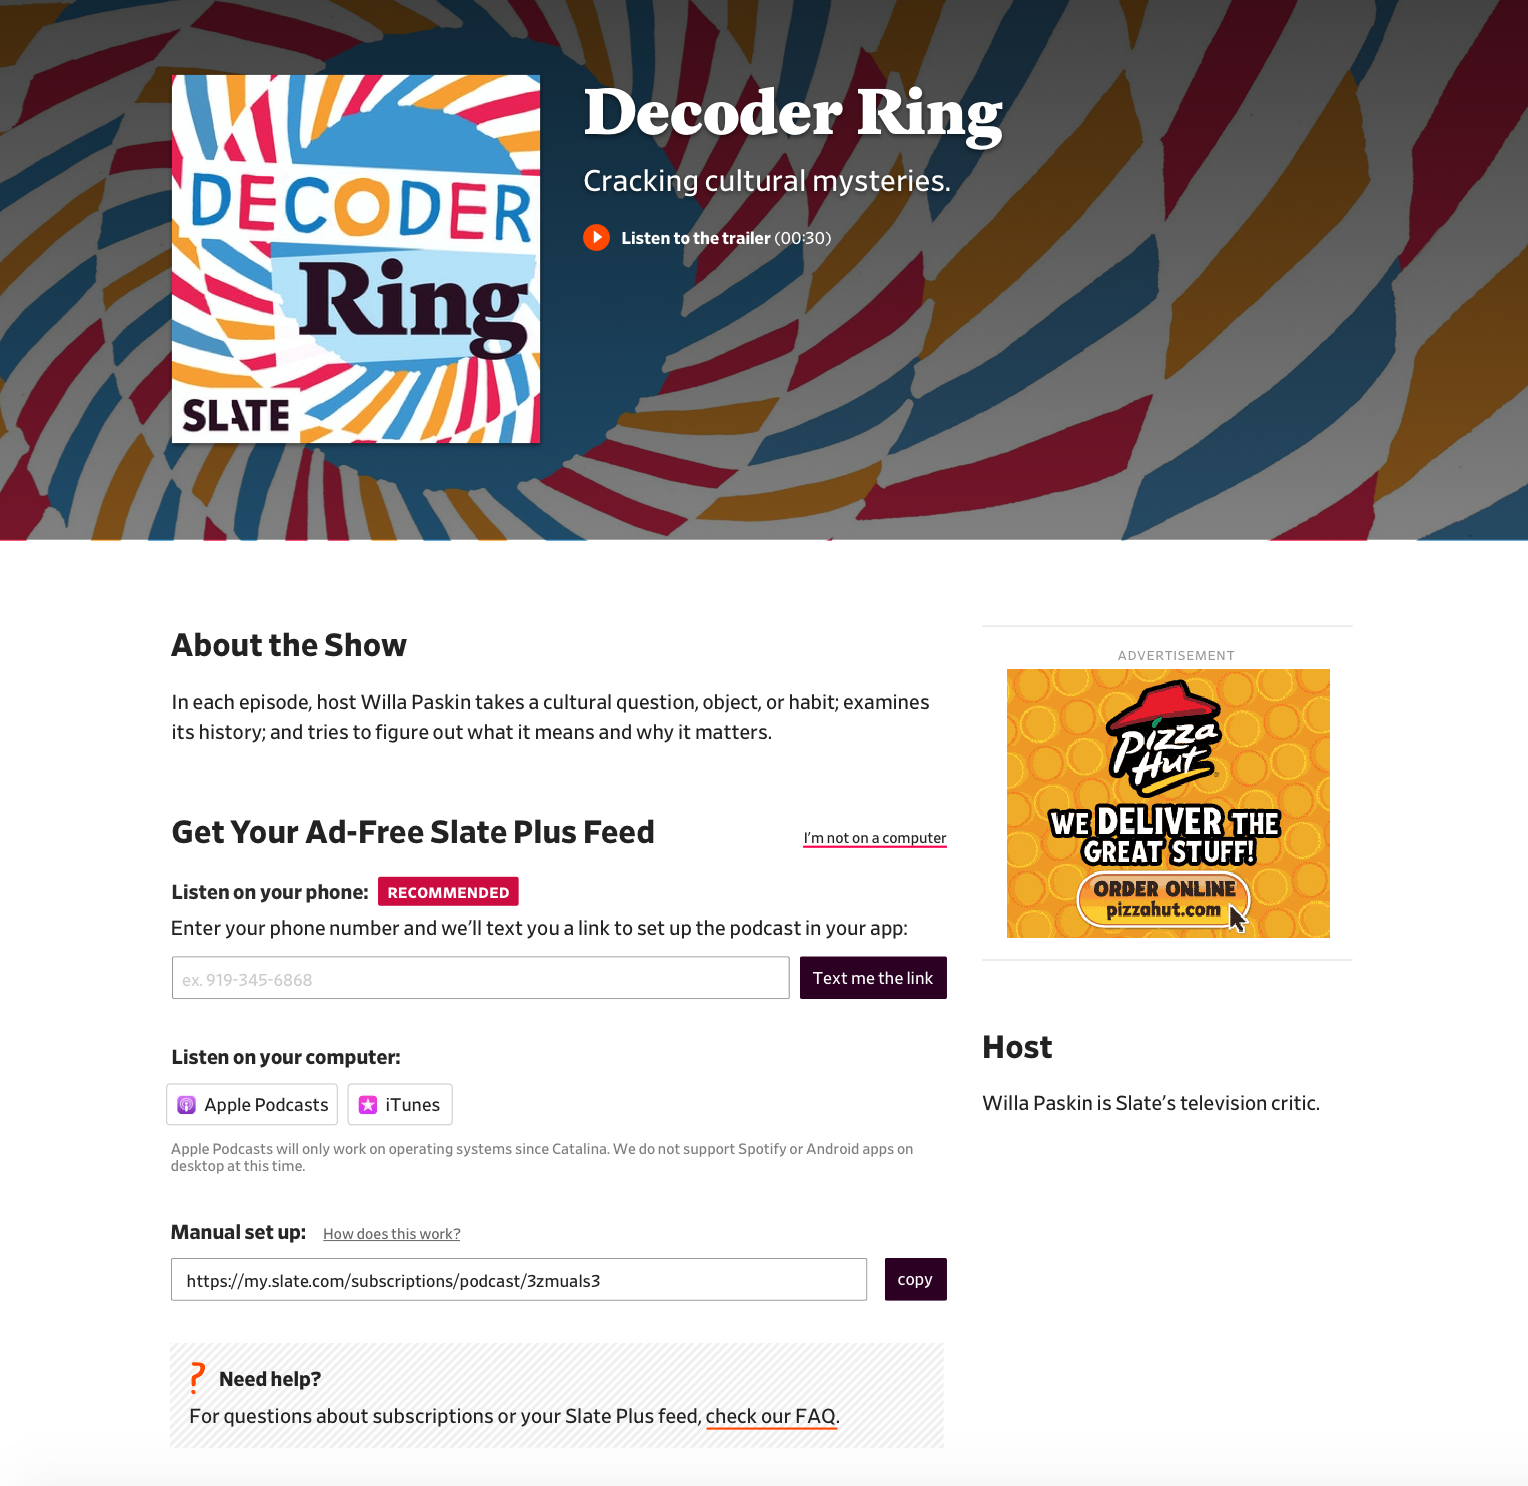 DECODER
Ring
SLATE
Decoder Ring
Cracking cultural mysteries.
Listen to the trailer (00:30)
About the Show
In each episode, host Willa Paskin takes a cultural question, object, or habit; examines
its history; and tries to figure out what it means and why it matters.
Get Your Ad-Free Slate Plus Feed
I'm not on a computer
Listen on your phone: RECOMMENDED
Enter your phone number and we'll text you a link to set up the podcast in your app:
ex. 919-345-6868
Text me the link
Listen on your computer:
Apple Podcasts
iTunes
Apple Podcasts will only work on operating systems since Catalina. We do not support Spotify or Android apps on
desktop at this time.
Manual set up: How does this work?
https://my.slate.com/subscriptions/podcast/3zmuals3
copy
? Need help?
For questions about subscriptions or your Slate Plus feed, check our FAQ.
ADVERTISEMENT
Pizza
Hut
WE DELIVER THE
GREAT STUFF!
ORDER ONLINE
pizzahut.com
Host
Willa Paskin is Slate's television critic.